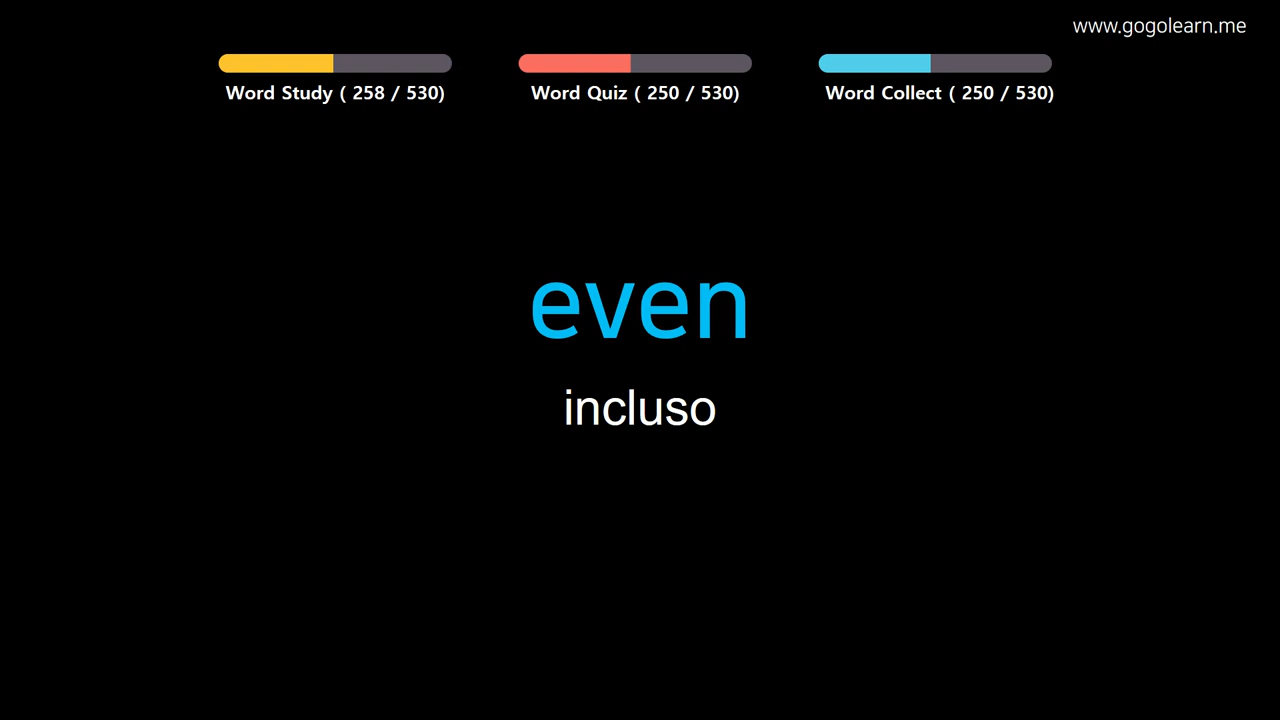 www.gogolearn.me
Word Study ( 258 / 530)
Word Quiz ( 250 / 530)
Word Collect ( 250 / 530)
even
incluso